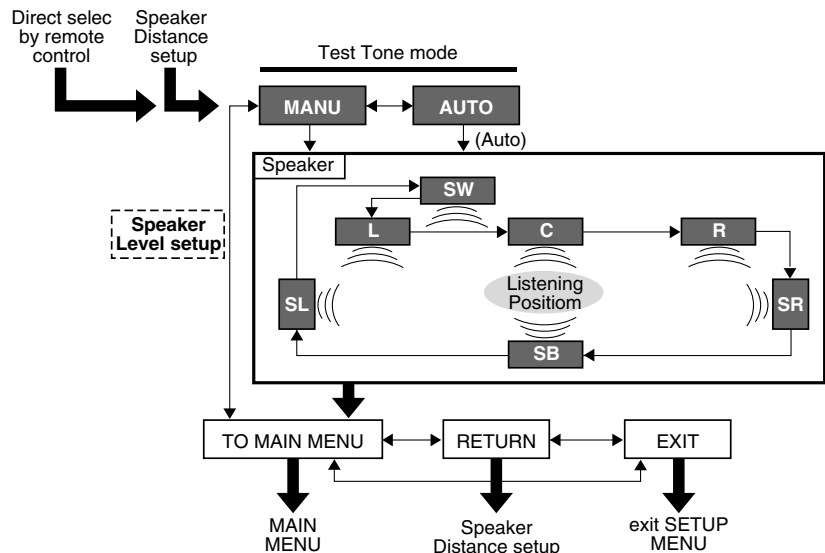 Direct selec
by remote
control
Speaker
Distance
setup
Test Tone mode
MANU
AUTO
(Auto)
Speaker
SW
L
C
R
Speaker
Level setup
SL
Listening
Positiom
SR
SB
TO MAIN MENU
RETURN
EXIT
MAIN
MENU
Speaker
Distance setup
exit SETUP
MENU